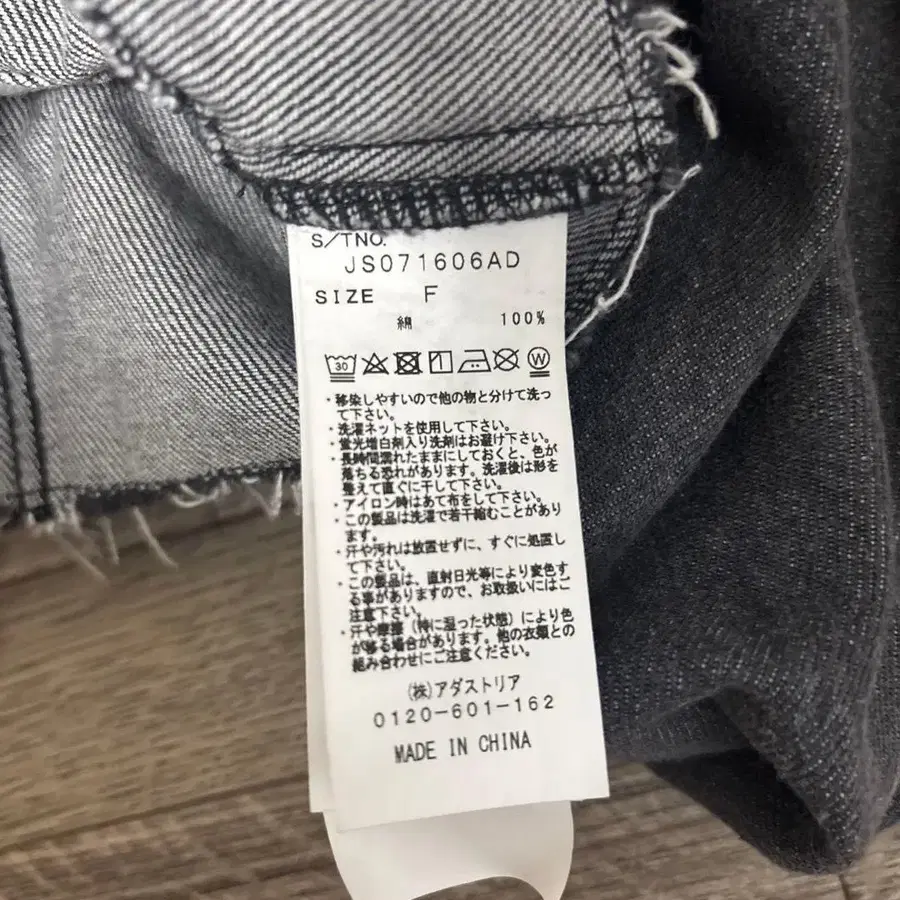 S/TNO.
JS071606AD
SIZE F
綿 100%
30 W
・移染しやすいので他の物と分けて洗っ
て下さい。
・洗濯ネットを使用して下さい。
・蛍光増白剤入り洗剤はお避け下さい。
・長時間濡れたままにしておくと、色が
落ちる恐れがあります。洗濯後は形を
整えて直ぐに干して下さい。
・アイロン時はあて布をして下さい。
・この製品は洗濯で若干縮むことがあり
ます。
・汗や汚れは放置せずに、すぐに処置し
て下さい。
・この製品は、直射日光等により変色す
る事がありますので、お取扱いにはご
注意下さい。
・汗や摩擦（特に湿った状態）により色
が移る場合があります。他の衣類との
組み合わせにご注意ください。
(株)アダストリア
0120-601-162
MADE IN CHINA